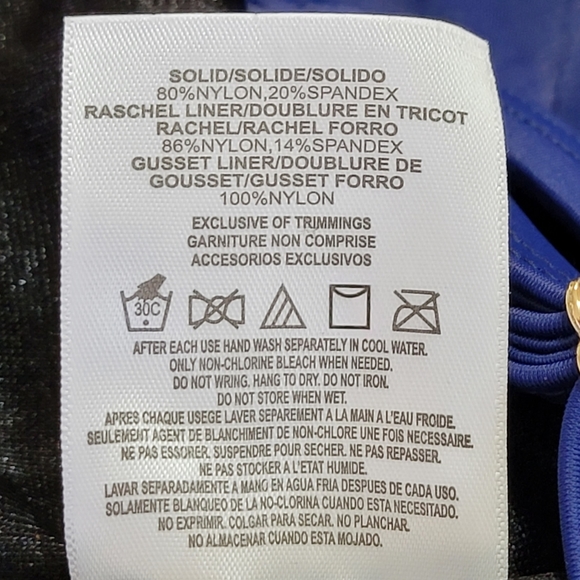 SOLID/SOLIDE/SOLIDO
80%NYLON,20%SPANDEX
RASCHEL LINER/DOUBLURE EN TRICOT
RACHEL/RACHEL FORRO
86%NYLON,14%SPANDEX
GUSSET LINER/DOUBLURE DE
GOUSSET/GUSSET FORRO
100%NYLON
EXCLUSIVE OF TRIMMINGS
GARNITURE NON COMPRISE
ACCESORIOS EXCLUSIVOS
30C
AFTER EACH USE HAND WASH SEPARATELY IN COOL WATER.
ONLY NON-CHLORINE BLEACH WHEN NEEDED.
DO NOT WRING. HANG TO DRY. DO NOT IRON.
DO NOT STORE WHEN WET.
APRES CHAQUE USEGE LAVER SEPAREMENT A LA MAIN A L'EAU FROIDE.
SEULEMENT AGENT DE BLANCHIMENT DE NON-CHLORE UNE FOIS NECESSAIRE.
NE PAS ESSORER. SUSPENDRE POUR SECHER. NE PAS REPASSER.
NE PAS STOCKER A L'ETAT HUMIDE.
LAVAR SEPARADAMENTE A MANG EN AGUA FRIA DESPUES DE CADA USO.
SOLAMENTE BLANQUEO DE LA NO-CLORINA CUANDO ESTA NECESITADO.
NO EXPRIMIR. COLGAR PARA SECAR. NO PLANCHAR.
NO ALMACENAR CUANDO ESTA MOJADO.